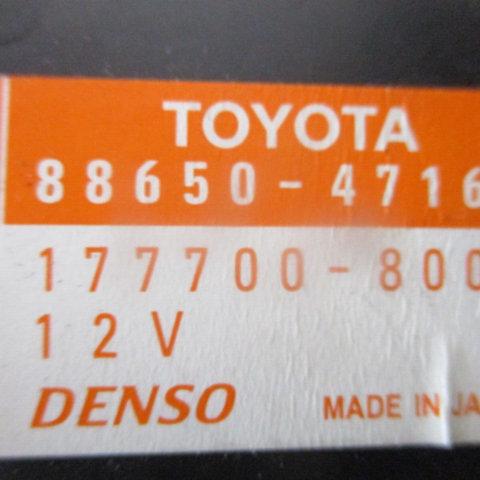 TOYOTA
88650-4716
177700-800
12V
DENSO MADE IN JA